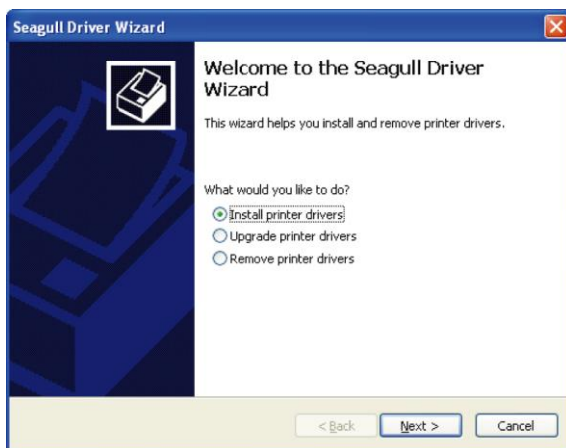 Seagull Driver Wizard
Welcome to the Seagull Driver
Wizard
This wizard helps you install and remove printer drivers.
What would you like to do?
Install printer drivers
Upgrade printer drivers
Remove printer drivers
< Back
Next >
Cancel